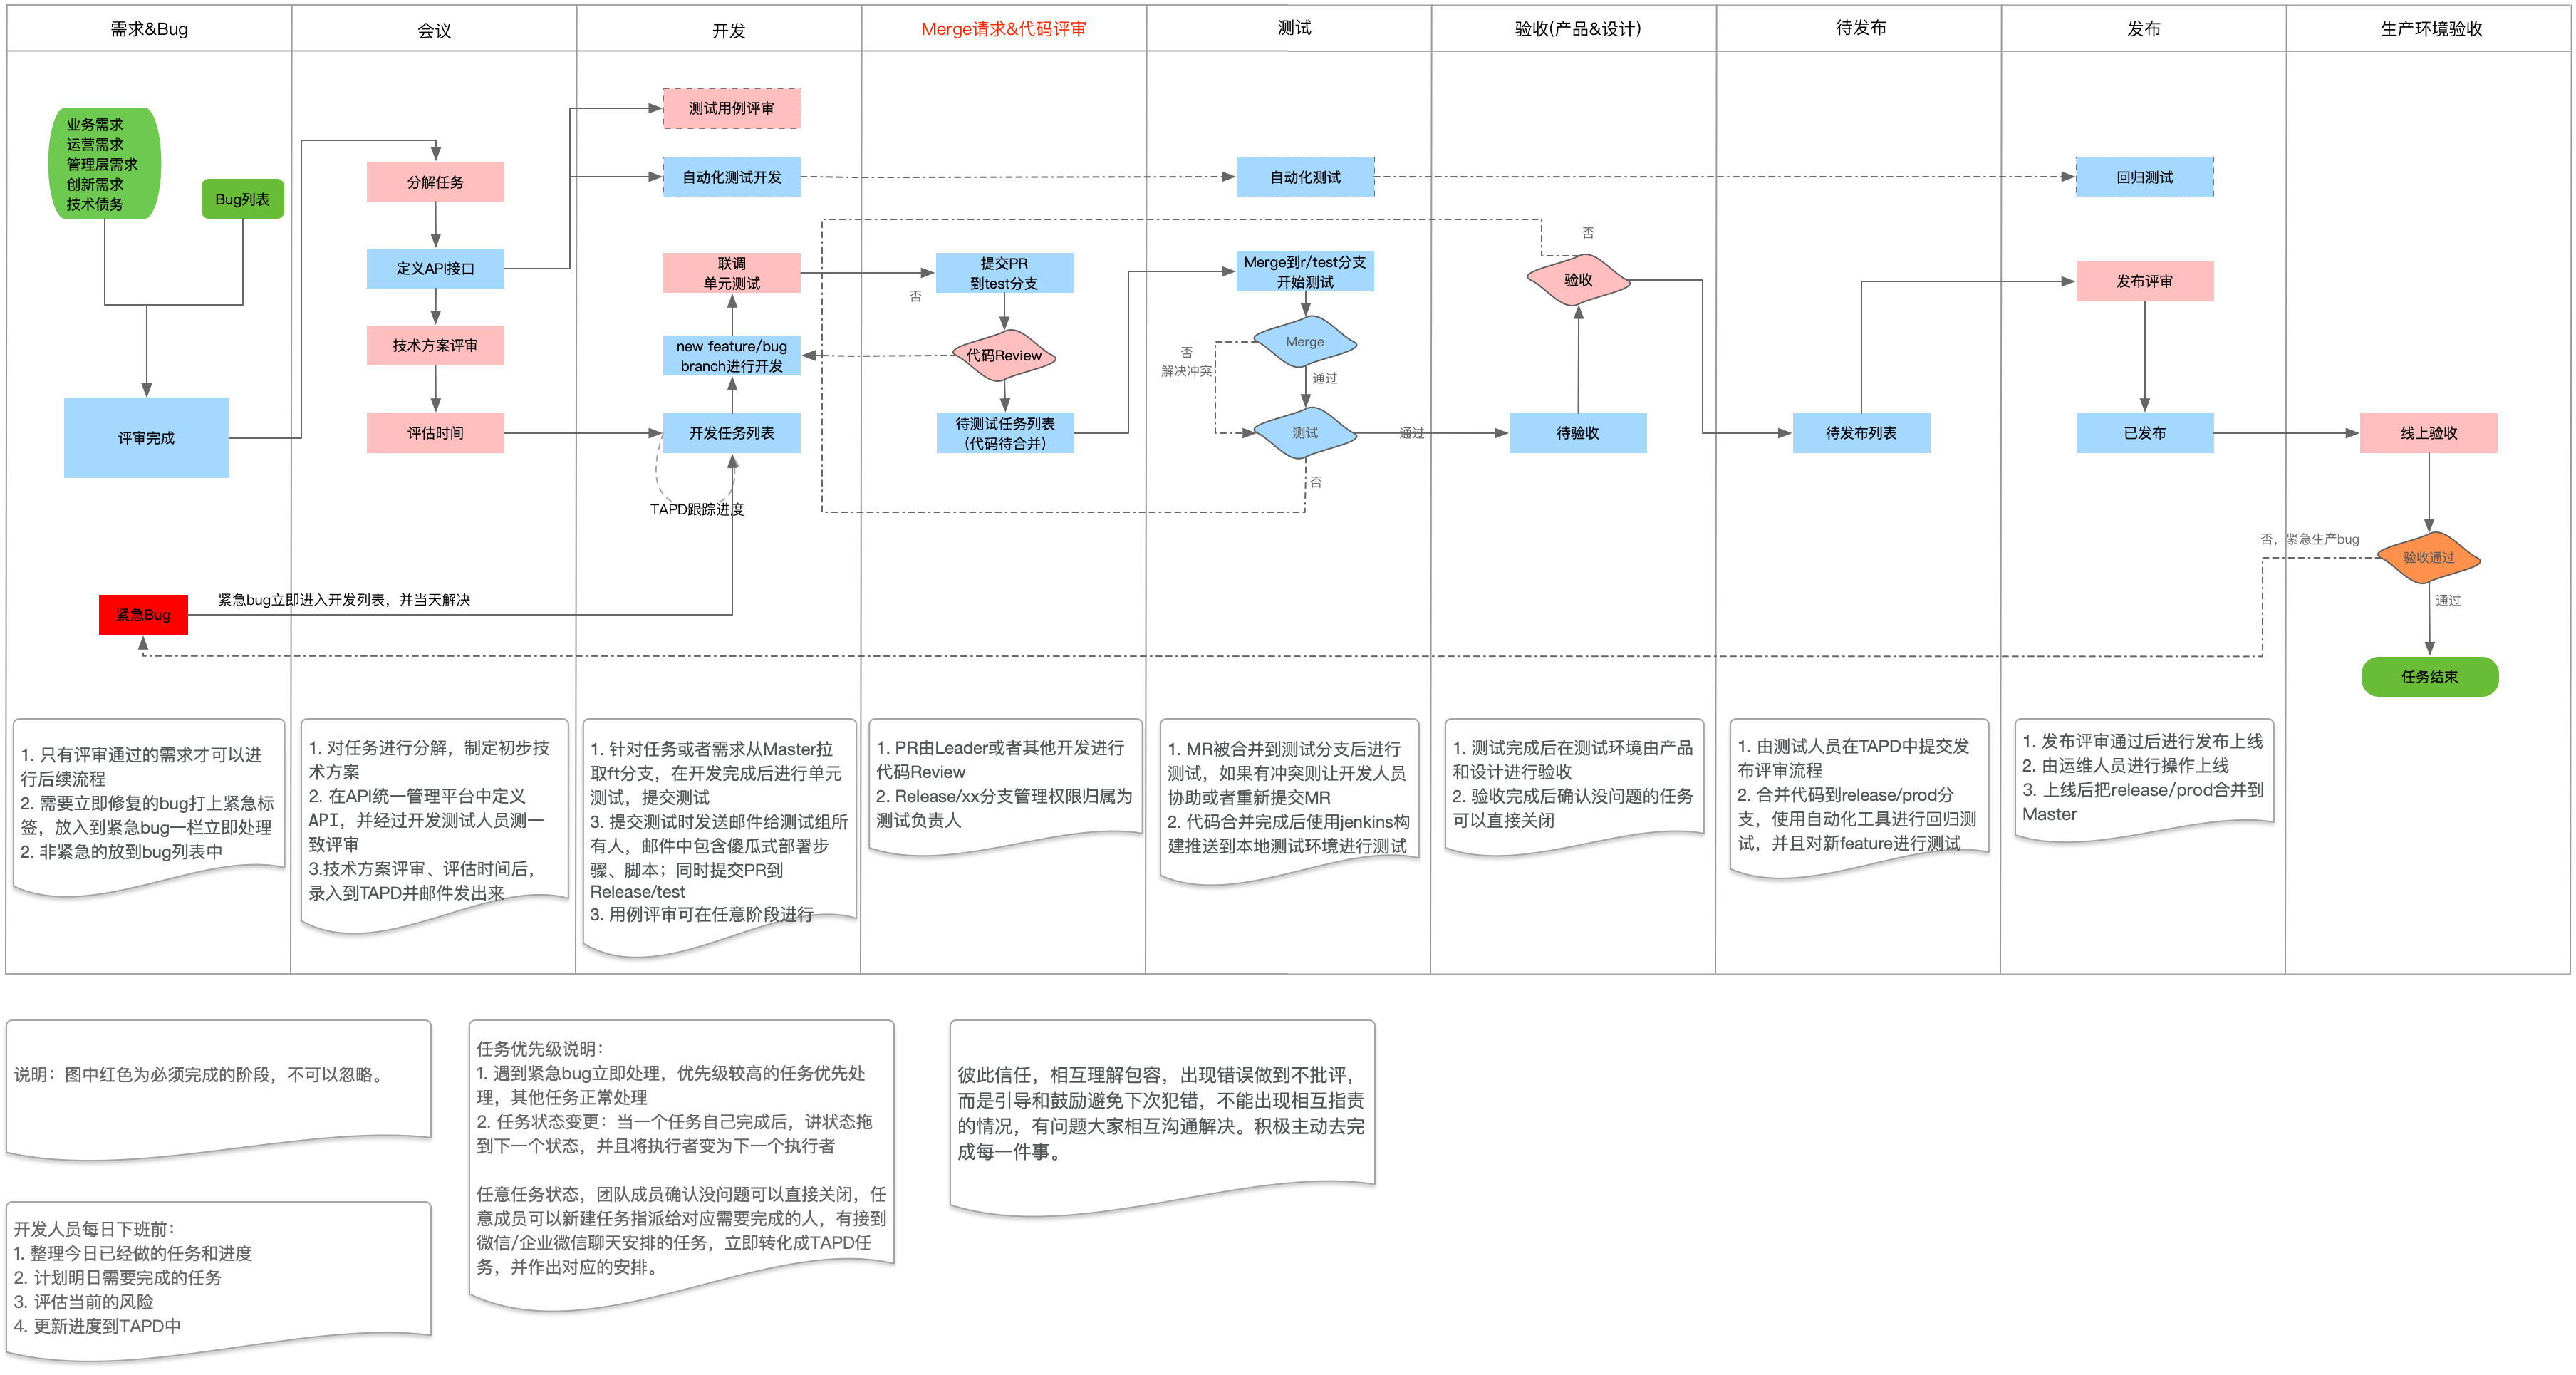 需求&Bug
会议
开发
Merge请求&代码评审
测试
验收(产品&设计)
待发布
发布
生产环境验收
业务需求
运营需求
管理层需求
创新需求
技术债务
Bug列表
评审完成
紧急Bug
紧急bug立即进入开发列表，并当天解决
分解任务
定义API接口
技术方案评审
评估时间
测试用例评审
自动化测试开发
联调
单元测试
new feature/bug
branch进行开发
开发任务列表
TAPD跟踪进度
提交PR
到test分支
否
代码Review
待测试任务列表
(代码待合并)
自动化测试
Merge到r/test分支
开始测试
Merge
否
解决冲突
通过
测试
通过
否
否
验收
待验收
待发布列表
回归测试
发布评审
已发布
线上验收
否，紧急生产bug
验收通过
通过
任务结束
1. 只有评审通过的需求才可以进
行后续流程
2. 需要立即修复的bug打上紧急标
签，放入到紧急bug一栏立即处理
2. 非紧急的放到bug列表中
1. 对任务进行分解，制定初步技
术方案
2. 在API统一管理平台中定义
API，并经过开发测试人员测一
致评审
3.技术方案评审、评估时间后，
录入到TAPD并邮件发出来
1. 针对任务或者需求从Master拉
取ft分支，在开发完成后进行单元
测试，提交测试
3. 提交测试时发送邮件给测试组所
有人，邮件中包含傻瓜式部署步
骤、脚本；同时提交PR到
Release/test
3. 用例评审可在任意阶段进行
1. PR由Leader或者其他开发进行
代码Review
2. Release/xx分支管理权限归属为
测试负责人
1. MR被合并到测试分支后进行
测试，如果有冲突则让开发人员
协助或者重新提交MR
2. 代码合并完成后使用jenkins构
建推送到本地测试环境进行测试
1. 测试完成后在测试环境由产品
和设计进行验收
2. 验收完成后确认没问题的任务
可以直接关闭
1. 由测试人员在TAPD中提交发
布评审流程
2. 合并代码到release/prod分
支，使用自动化工具进行回归测
试，并且对新feature进行测试
1. 发布评审通过后进行发布上线
2. 由运维人员进行操作上线
3. 上线后把release/prod合并到
Master
说明：图中红色为必须完成的阶段，不可以忽略。
开发人员每日下班前：
1. 整理今日已经做的任务和进度
2. 计划明日需要完成的任务
3. 评估当前的风险
4. 更新进度到TAPD中
任务优先级说明：
1. 遇到紧急bug立即处理，优先级较高的任务优先处
理，其他任务正常处理
2. 任务状态变更：当一个任务自己完成后，讲状态拖
到下一个状态，并且将执行者变为下一个执行者
任意任务状态，团队成员确认没问题可以直接关闭，任
意成员可以新建任务指派给对应需要完成的人，有接到
微信/企业微信聊天安排的任务，立即转化成TAPD任
务，并作出对应的安排。
彼此信任，相互理解包容，出现错误做到不批评，
而是引导和鼓励避免下次犯错，不能出现相互指责
的情况，有问题大家相互沟通解决。积极主动去完
成每一件事。